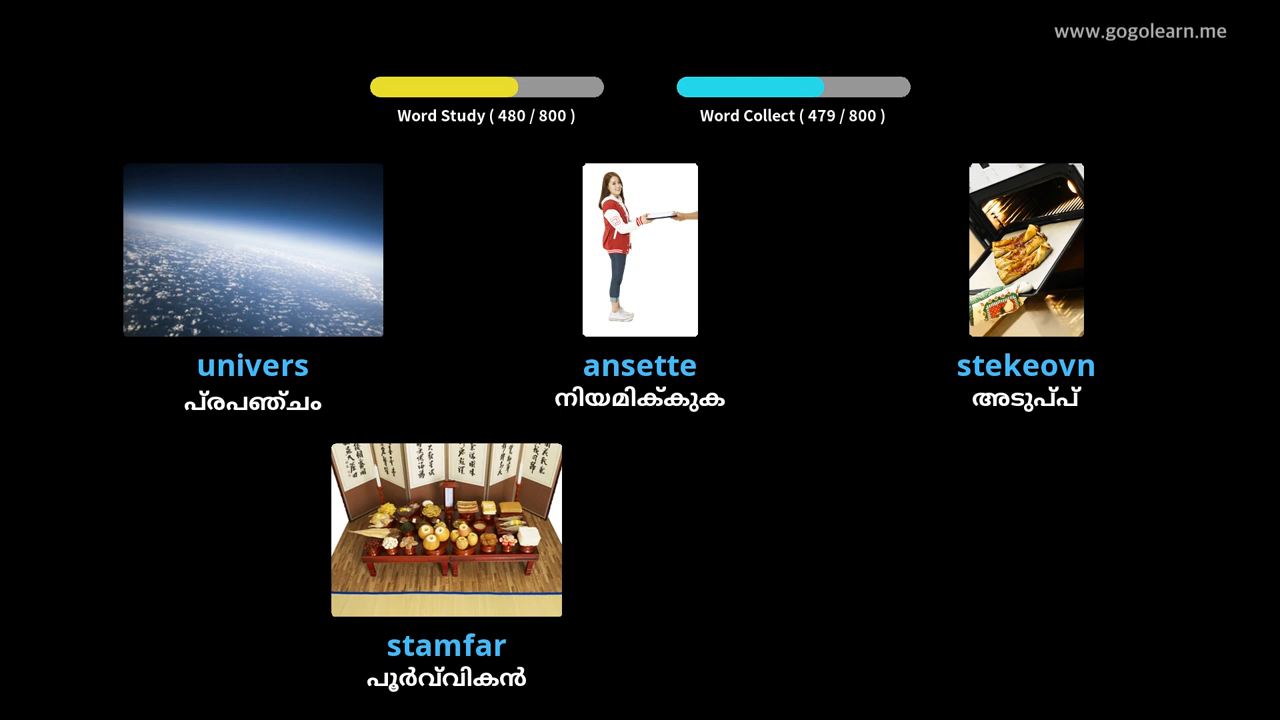 www.gogolearn.me
Word Study ( 480 / 800 )
Word Collect ( 479 / 800 )
univers
പ്രപഞ്ചം
ansette
നിയമിക്കുക
stekeovn
അടുപ്പ്
stamfar
പൂർവ്വികൻ